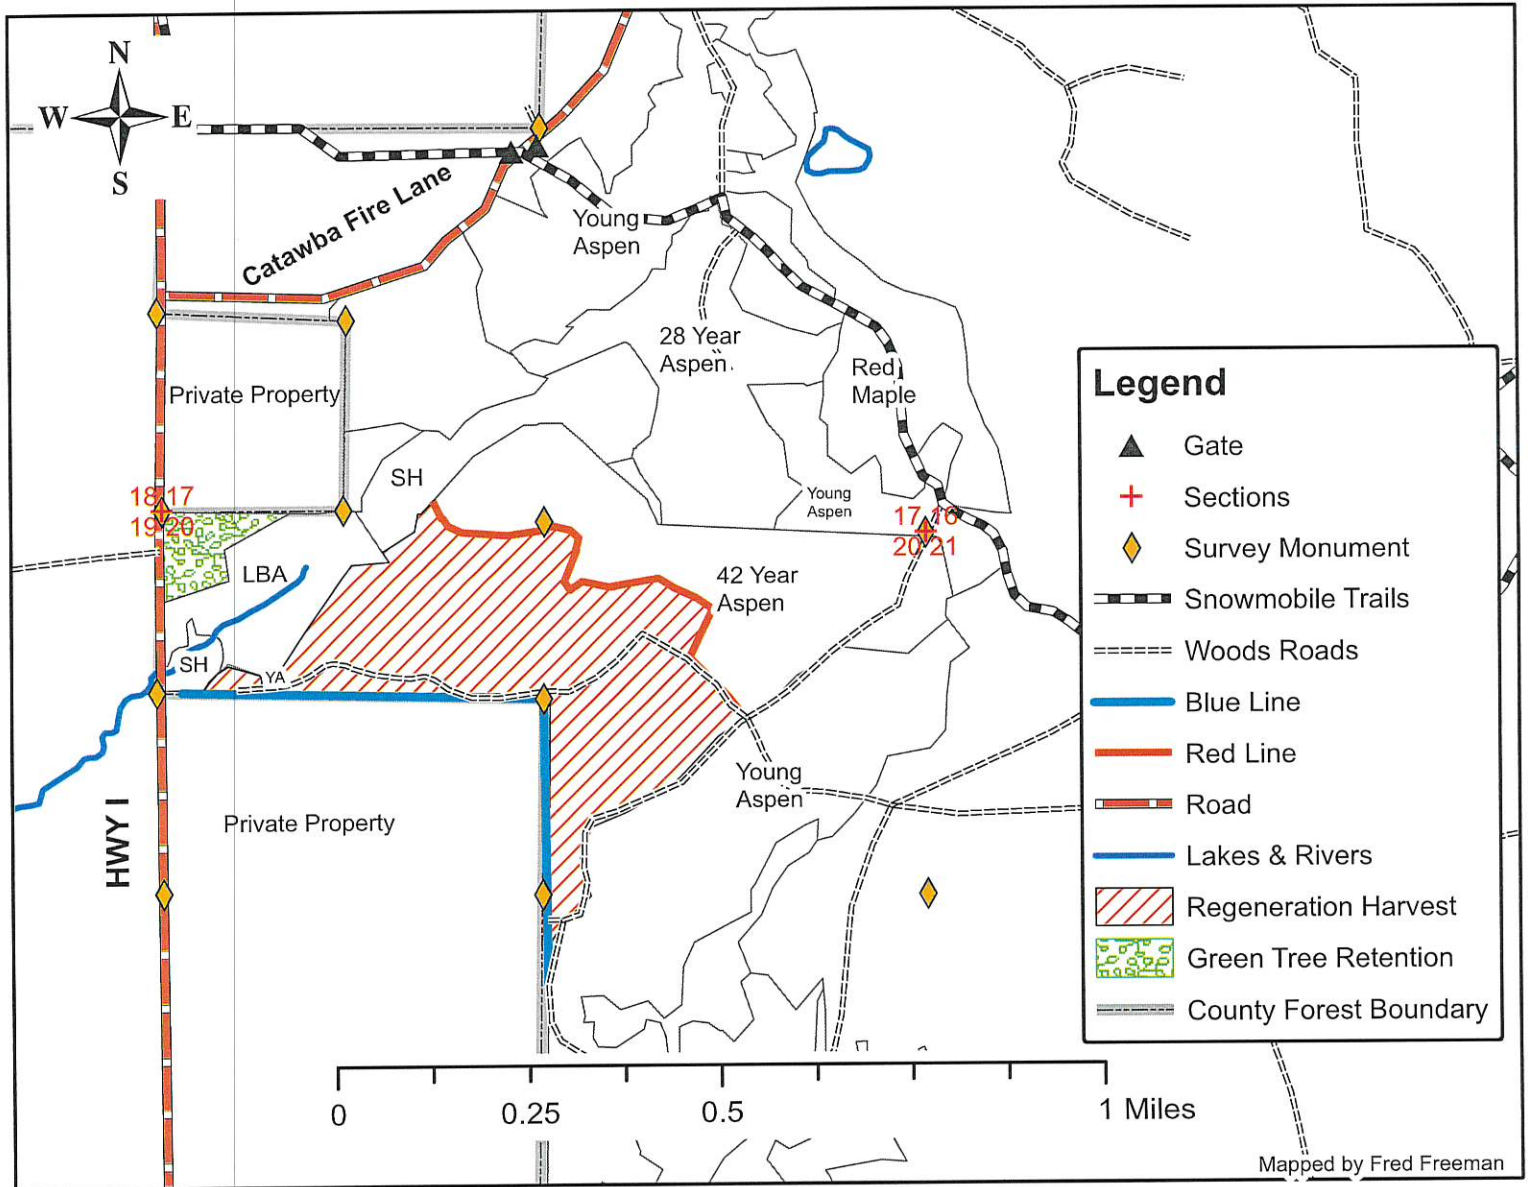 N
W
E
S
Catawba Fire Lane
Young
Aspen
28 Year
Aspen
Red
Maple
Private Property
SH
18 17
19 20
Young
Aspen
17 16
20 21
LBA
42 Year
Aspen
SH
YA
Young
Aspen
HWY I
Private Property
Legend
Gate
Sections
Survey Monument
Snowmobile Trails
Woods Roads
Blue Line
Red Line
Road
Lakes & Rivers
Regeneration Harvest
Green Tree Retention
County Forest Boundary
0
0.25
0.5
1 Miles
Mapped by Fred Freeman